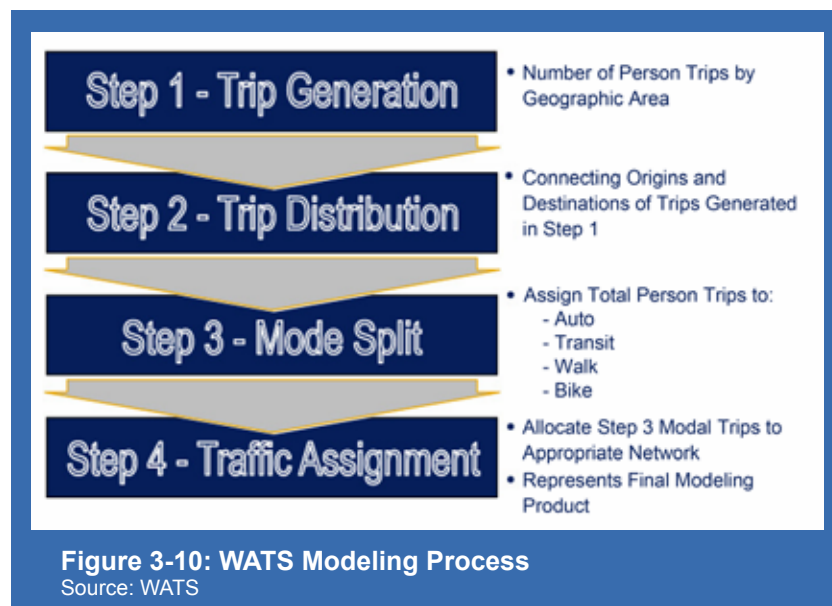 Step 1 - Trip Generation
• Number of Person Trips by
Geographic Area
Step 2 - Trip Distribution
• Connecting Origins and
Destinations of Trips Generated
in Step 1
Step 3 - Mode Split
• Assign Total Person Trips to:
- Auto
- Transit
- Walk
- Bike
Step 4 - Traffic Assignment
• Allocate Step 3 Modal Trips to
Appropriate Network
• Represents Final Modeling
Product
Figure 3-10: WATS Modeling Process
Source: WATS